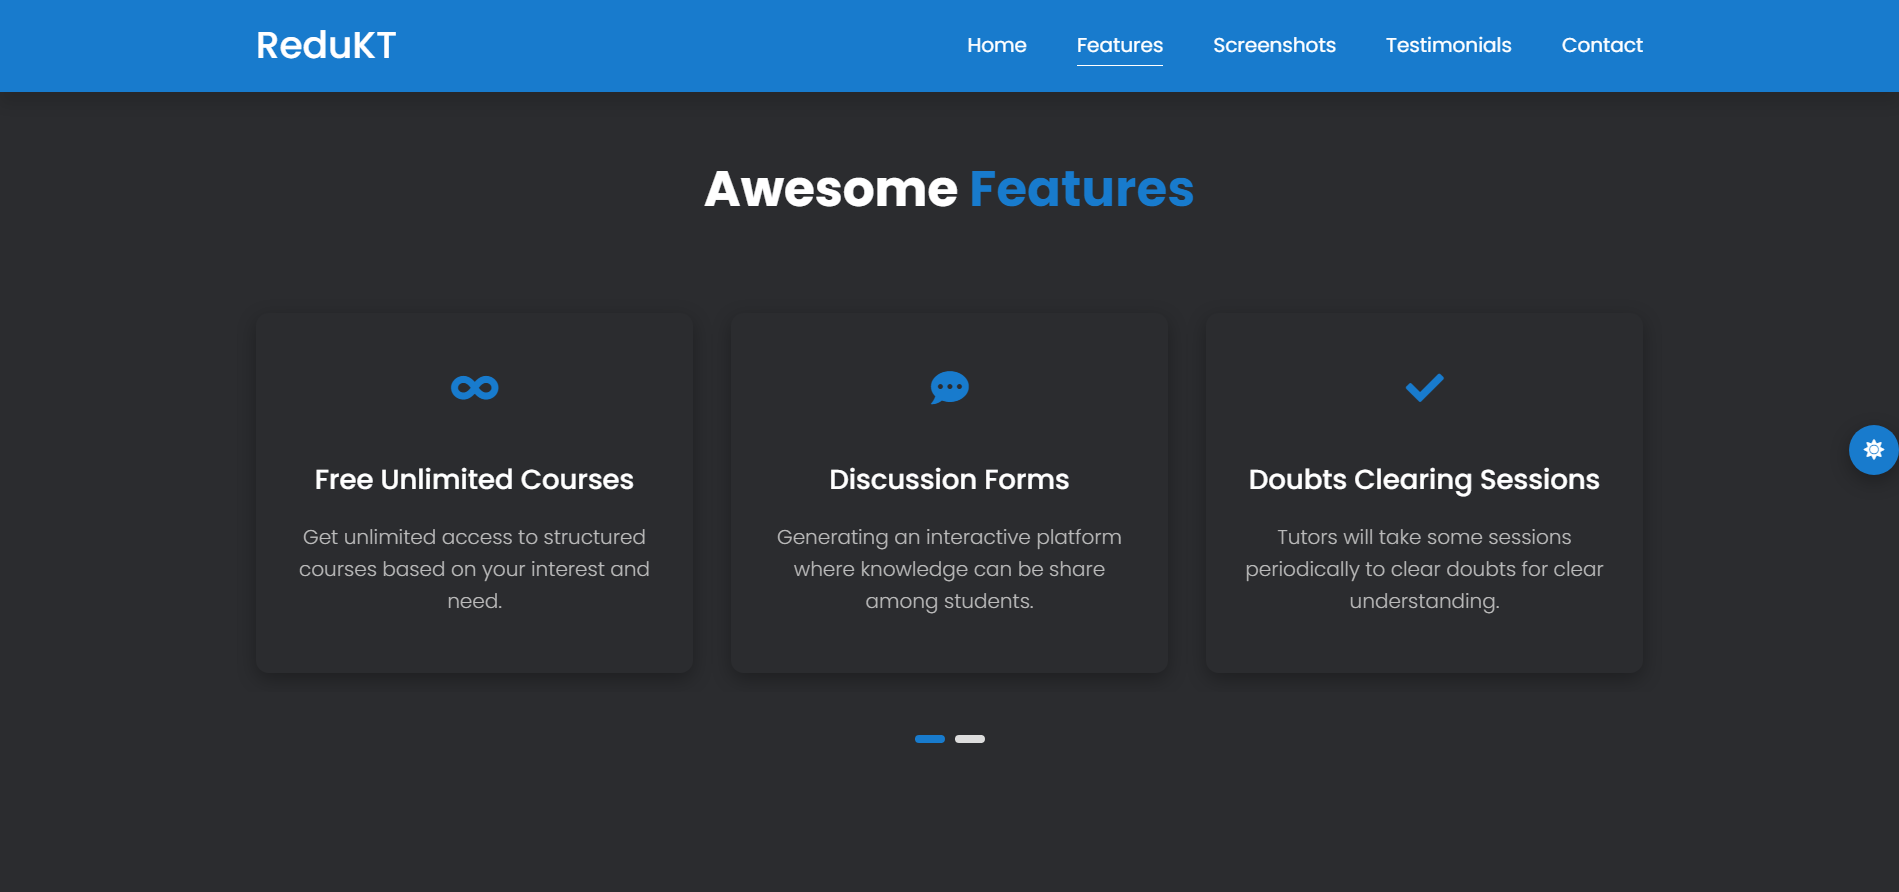 ReduKT
Home Features Screenshots Testimonials Contact
Awesome Features
Free Unlimited Courses
Get unlimited access to structured
courses based on your interest and
need.
Discussion Forms
Generating an interactive platform
where knowledge can be share
among students.
Doubts Clearing Sessions
Tutors will take some sessions
periodically to clear doubts for clear
understanding.